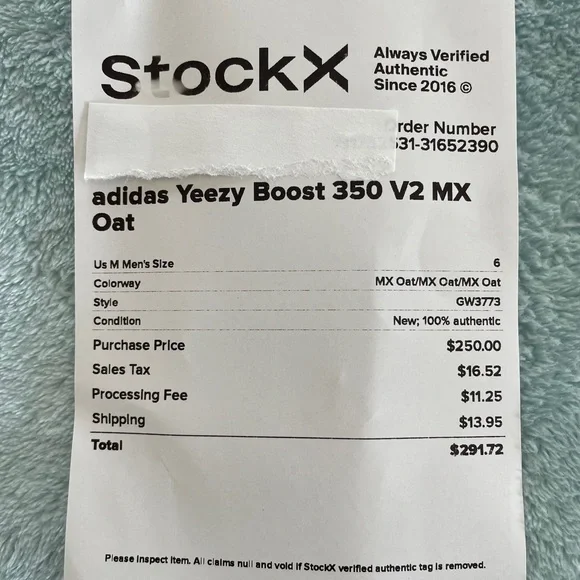 StockX
Always Verified
Authentic
Since 2016 ©
rder Number
31-31652390
adidas Yeezy Boost 350 V2 MX
Oat
Us M Men's Size 6
Colorway MX Oat/MX Oat/MX Oat
Style GW3773
Condition New; 100% authentic
Purchase Price $250.00
Sales Tax $16.52
Processing Fee $11.25
Shipping $13.95
Total $291.72
Please inspect item. All claims null and void if StockX verified authentic tag is removed.